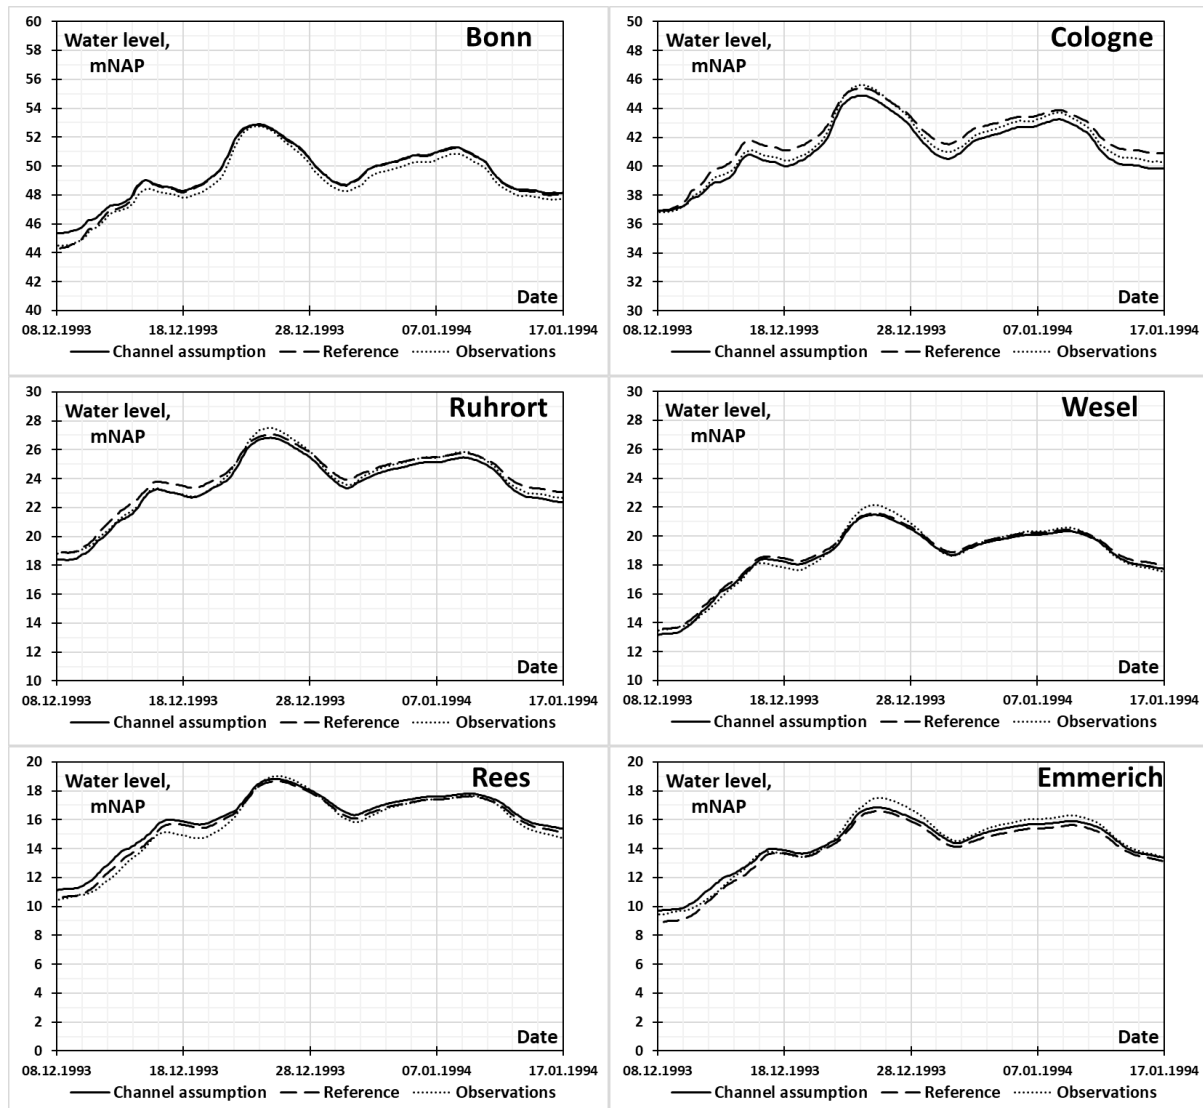 Bonn
Water level,
mNAP
60
58
56
54
52
50
48
46
44
42
40
Date
08.12.1993 18.12.1993 28.12.1993 07.01.1994 17.01.1994
Channel assumption Reference Observations
Cologne
Water level,
mNAP
50
48
46
44
42
40
38
36
34
32
30
Date
08.12.1993 18.12.1993 28.12.1993 07.01.1994 17.01.1994
Channel assumption Reference Observations
Ruhrort
Water level,
mNAP
30
28
26
24
22
20
18
16
14
12
10
Date
08.12.1993 18.12.1993 28.12.1993 07.01.1994 17.01.1994
Channel assumption Reference Observations
Wesel
Water level,
mNAP
30
28
26
24
22
20
18
16
14
12
10
Date
08.12.1993 18.12.1993 28.12.1993 07.01.1994 17.01.1994
Channel assumption Reference Observations
Rees
Water level,
mNAP
20
18
16
14
12
10
8
6
4
2
0
Date
08.12.1993 18.12.1993 28.12.1993 07.01.1994 17.01.1994
Channel assumption Reference Observations
Emmerich
Water level,
mNAP
20
18
16
14
12
10
8
6
4
2
0
Date
08.12.1993 18.12.1993 28.12.1993 07.01.1994 17.01.1994
Channel assumption Reference Observations